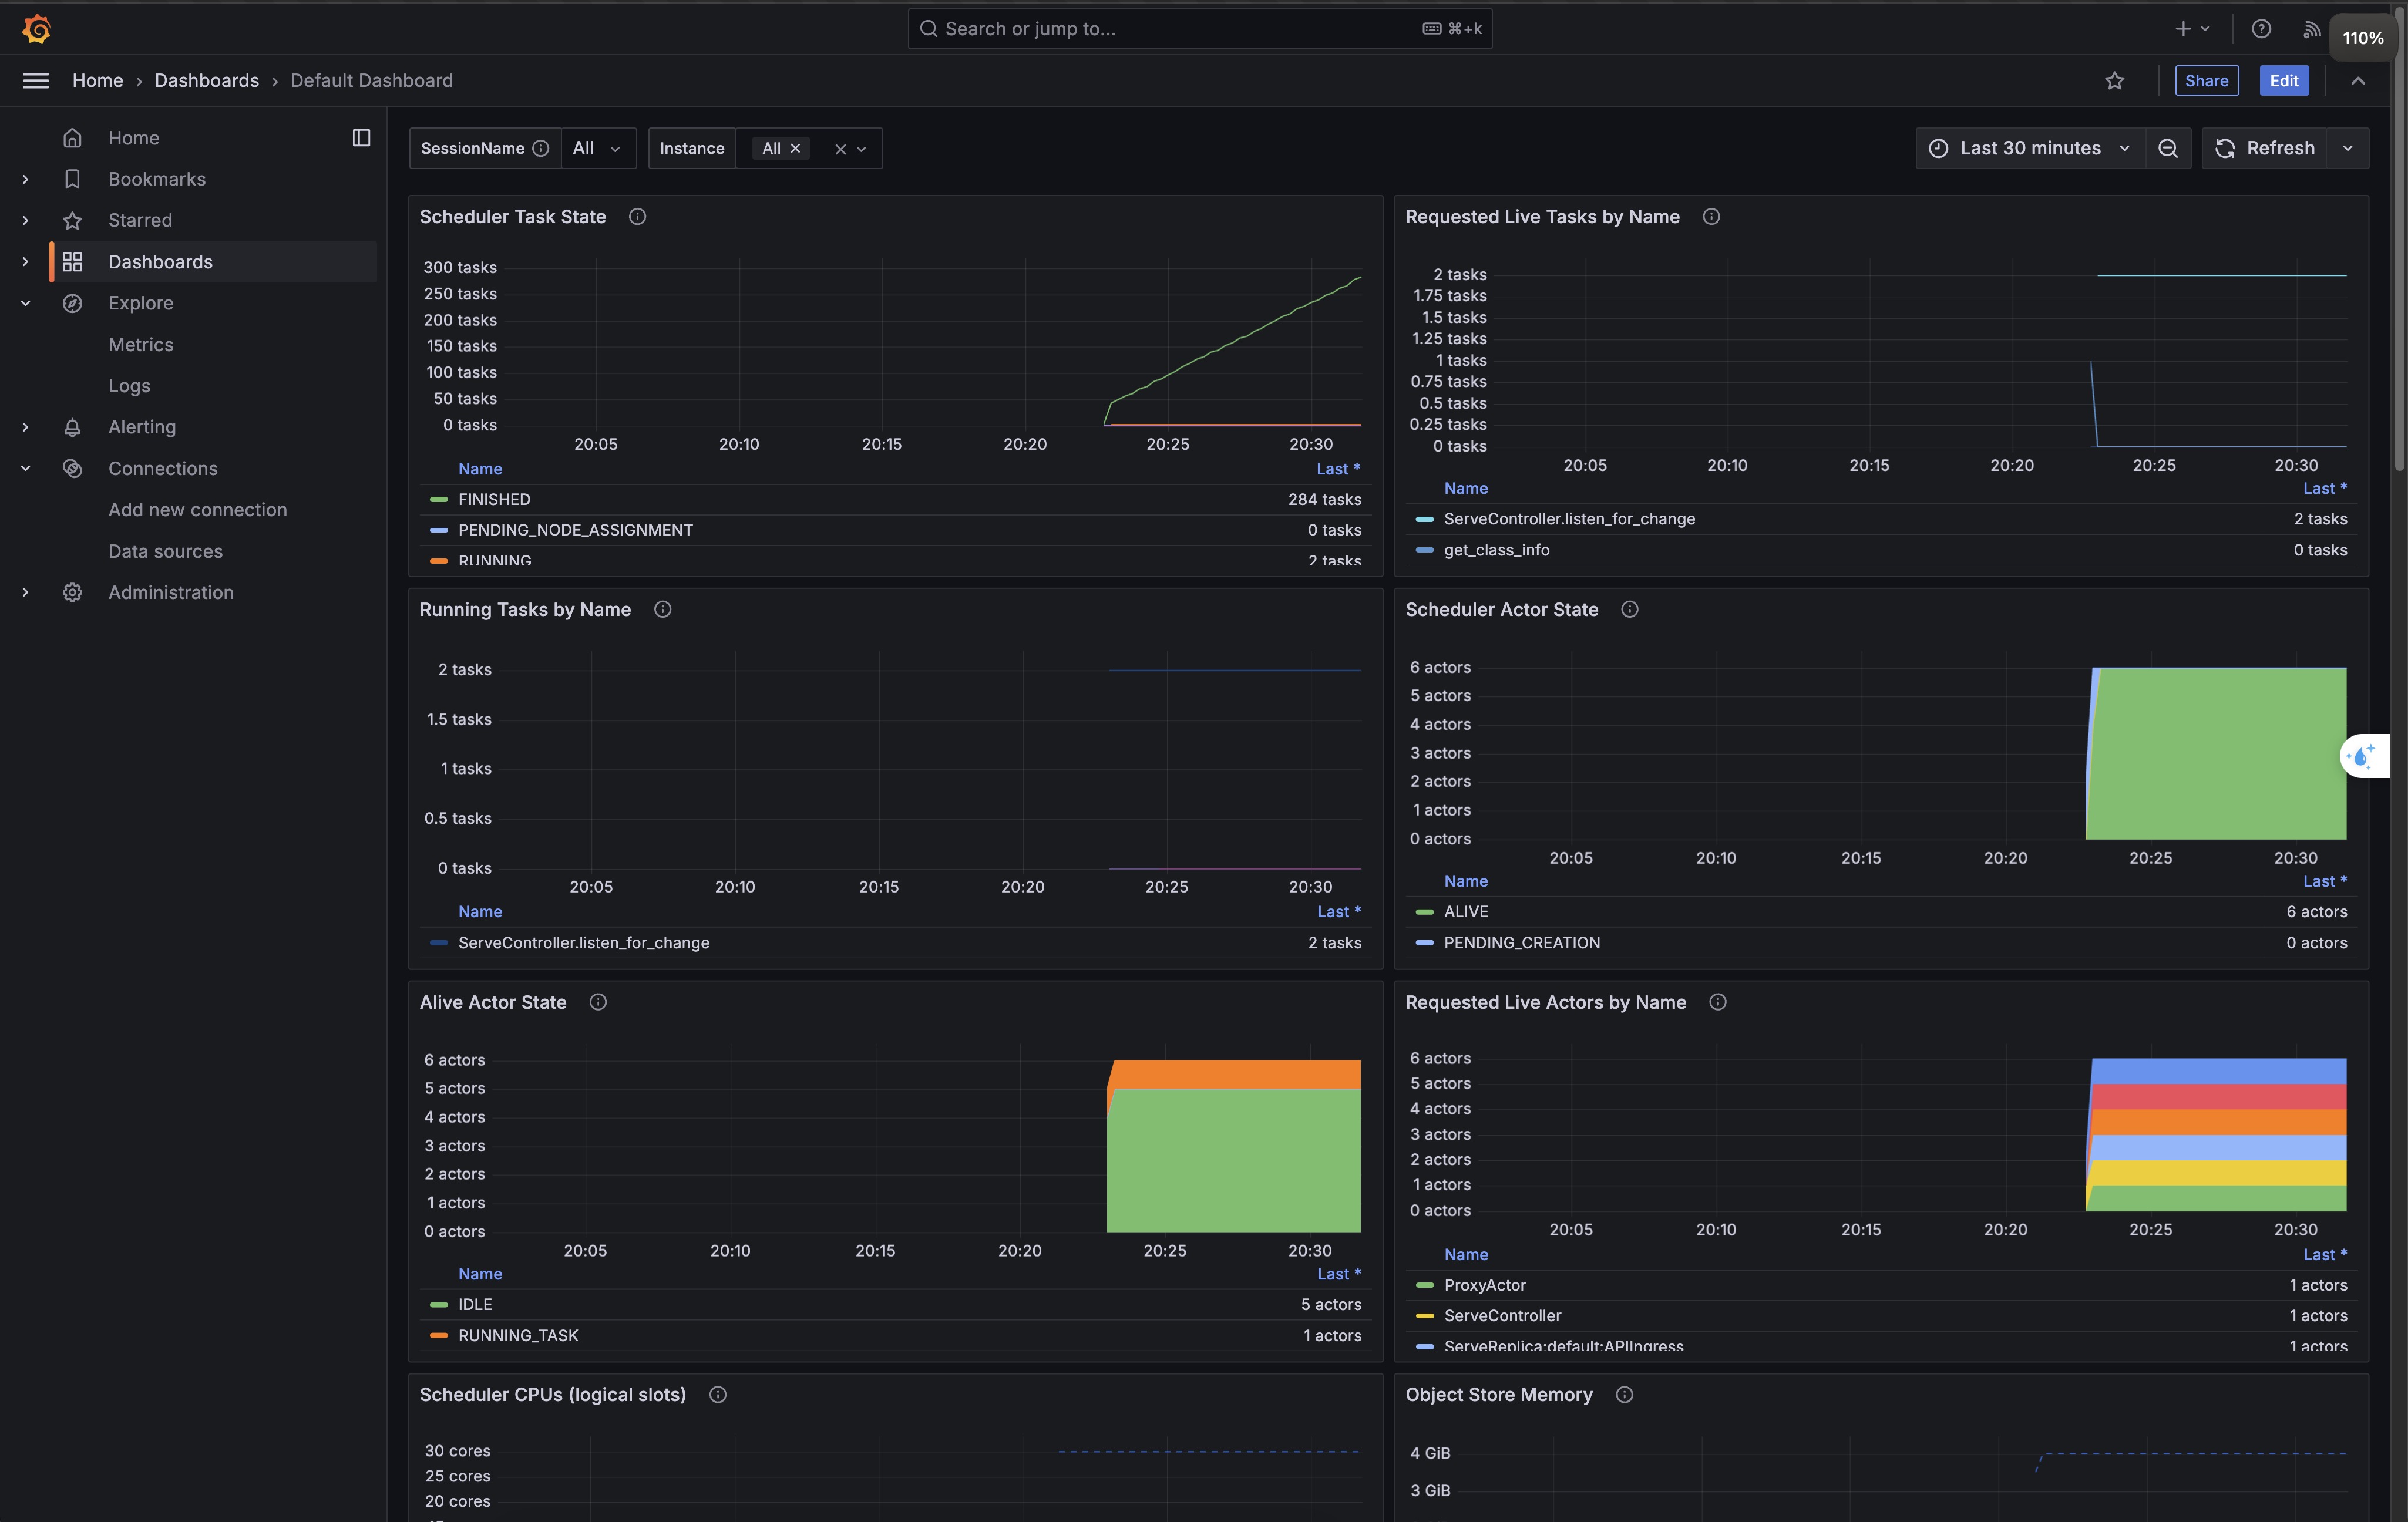 Search or jump to...
⌘+k
110%
Home › Dashboards › Default Dashboard
Share
Edit
Home
Bookmarks
Starred
Dashboards
Explore
Metrics
Logs
Alerting
Connections
Add new connection
Data sources
Administration
SessionName
All
Instance
All
Last 30 minutes
Refresh
Scheduler Task State
300 tasks
250 tasks
200 tasks
150 tasks
100 tasks
50 tasks
0 tasks
20:05 20:10 20:15 20:20 20:25 20:30
Name Last *
FINISHED 284 tasks
PENDING_NODE_ASSIGNMENT 0 tasks
RUNNING 2 tasks
Requested Live Tasks by Name
2 tasks
1.75 tasks
1.5 tasks
1.25 tasks
1 tasks
0.75 tasks
0.5 tasks
0.25 tasks
0 tasks
20:05 20:10 20:15 20:20 20:25 20:30
Name Last *
ServeController.listen_for_change 2 tasks
get_class_info 0 tasks
Running Tasks by Name
2 tasks
1.5 tasks
1 tasks
0.5 tasks
0 tasks
20:05 20:10 20:15 20:20 20:25 20:30
Name Last *
ServeController.listen_for_change 2 tasks
Scheduler Actor State
6 actors
5 actors
4 actors
3 actors
2 actors
1 actors
0 actors
20:05 20:10 20:15 20:20 20:25 20:30
Name Last *
ALIVE 6 actors
PENDING_CREATION 0 actors
Alive Actor State
6 actors
5 actors
4 actors
3 actors
2 actors
1 actors
0 actors
20:05 20:10 20:15 20:20 20:25 20:30
Name Last *
IDLE 5 actors
RUNNING_TASK 1 actors
Requested Live Actors by Name
6 actors
5 actors
4 actors
3 actors
2 actors
1 actors
0 actors
20:05 20:10 20:15 20:20 20:25 20:30
Name Last *
ProxyActor 1 actors
ServeController 1 actors
ServeReplica:default:APIIngress 1 actors
Scheduler CPUs (logical slots)
30 cores
25 cores
20 cores
Object Store Memory
4 GiB
3 GiB